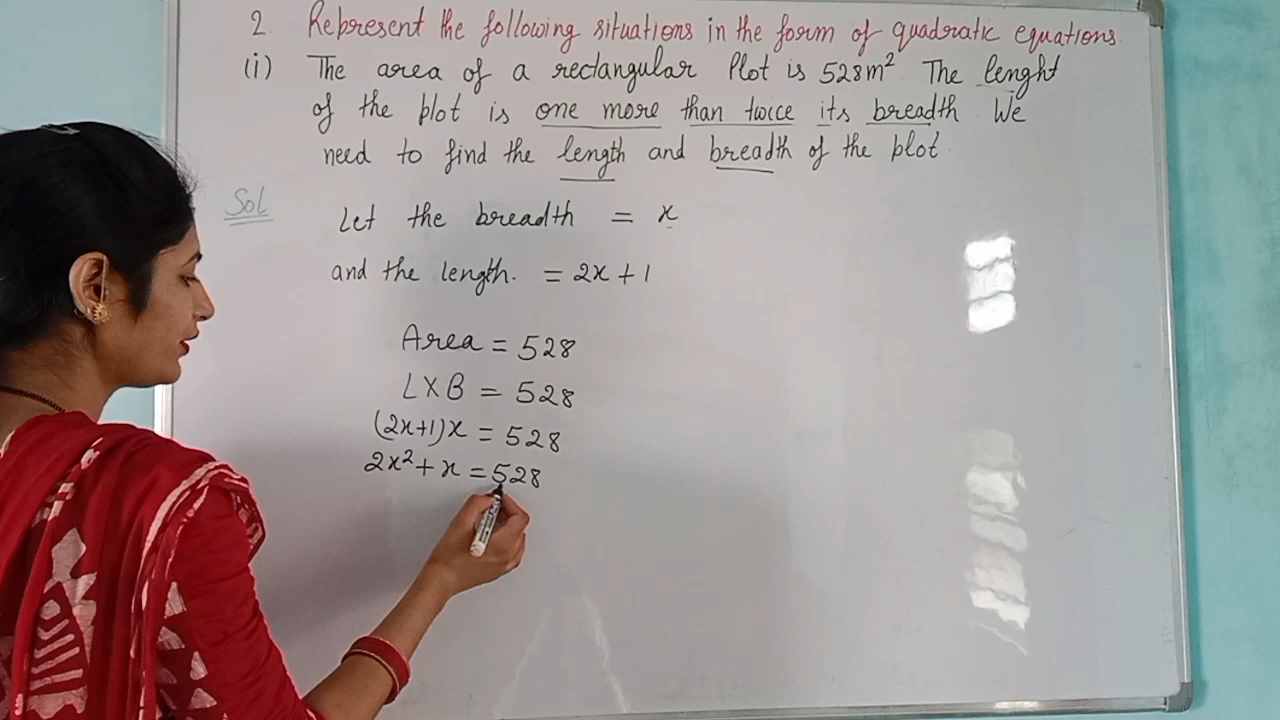 2. Represent the following situations in the form of quadratic equations.
(i) The area of a rectangular Plot is 528m² The lenght
of the plot is one more than twice its breadth. We
need to find the length and breadth of the plot.
Sol
Let the breadth = x
and the length. = 2x + 1
Area = 528
L X B = 528
(2x+1)x = 528
2x² + x = 528